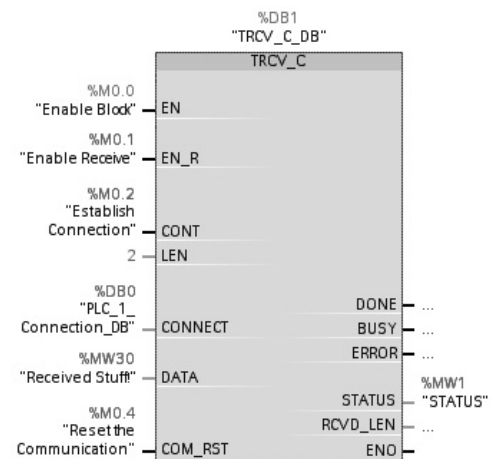 %DB1
"TRCV_C_DB"
TRCV_C
%M0.0
"Enable Block"
EN
%M0.1
"Enable Receive"
EN_R
%M0.2
"Establish
Connection"
CONT
2
LEN
%DB0
"PLC_1_
Connection_DB"
CONNECT
DONE
...
BUSY
...
ERROR
...
%MW30
"Received Stuff"
DATA
%MW1
STATUS
"STATUS"
RCVD_LEN
...
%M0.4
"Reset the
Communication"
COM_RST
ENO